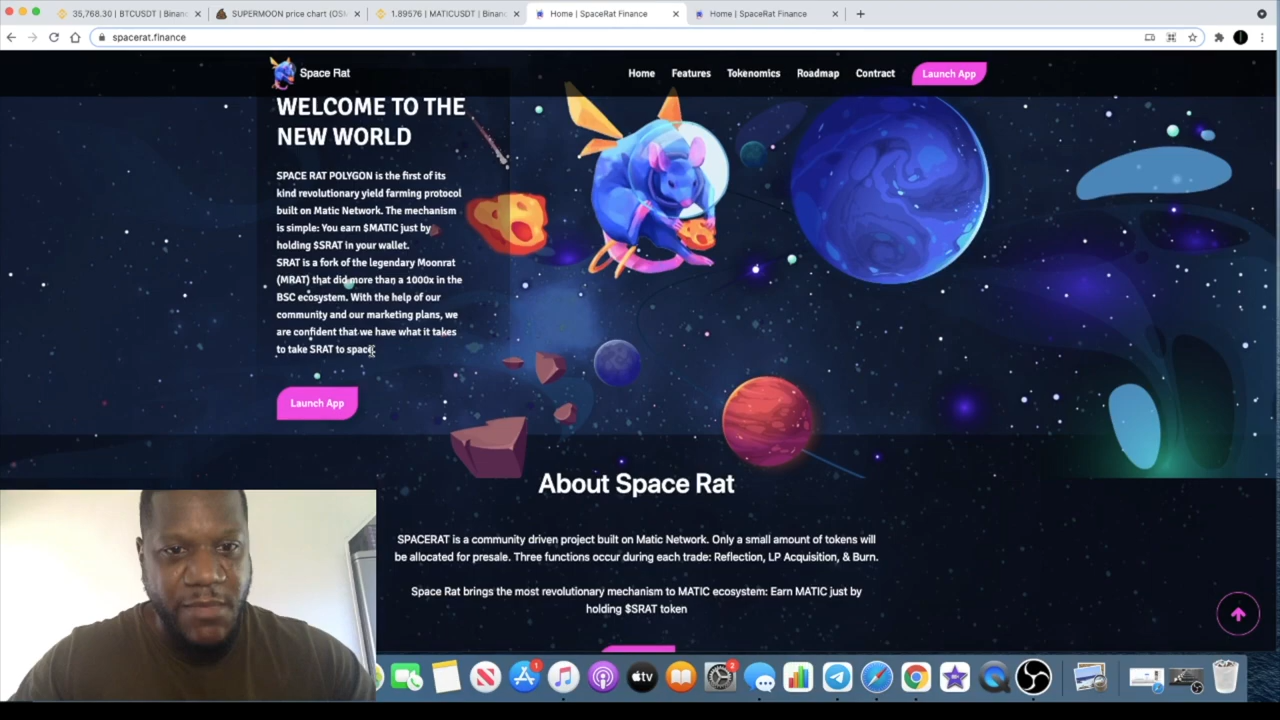 35,768.30 | BTCUSDT | Binan
SUPERMOON price chart (OSM
1.89576 | MATICUSDT | Binanc
Home | SpaceRat Finance
Home | SpaceRat Finance
spacerat.finance
Space Rat
Home
Features
Tokenomics
Roadmap
Contract
Launch App
WELCOME TO THE
NEW WORLD
SPACE RAT POLYGON is the first of its
kind revolutionary yield farming protocol
built on Matic Network. The mechanism
is simple: You earn $MATIC just by
holding $SRAT in your wallet.
SRAT is a fork of the legendary Moonrat
(MRAT) that did more than a 1000x in the
BSC ecosystem. With the help of our
community and our marketing plans, we
are confident that we have what it takes
to take SRAT to space.
Launch App
About Space Rat
SPACERAT is a community driven project built on Matic Network. Only a small amount of tokens will
be allocated for presale. Three functions occur during each trade: Reflection, LP Acquisition, & Burn.
Space Rat brings the most revolutionary mechanism to MATIC ecosystem: Earn MATIC just by
holding $SRAT token
1
tv
2